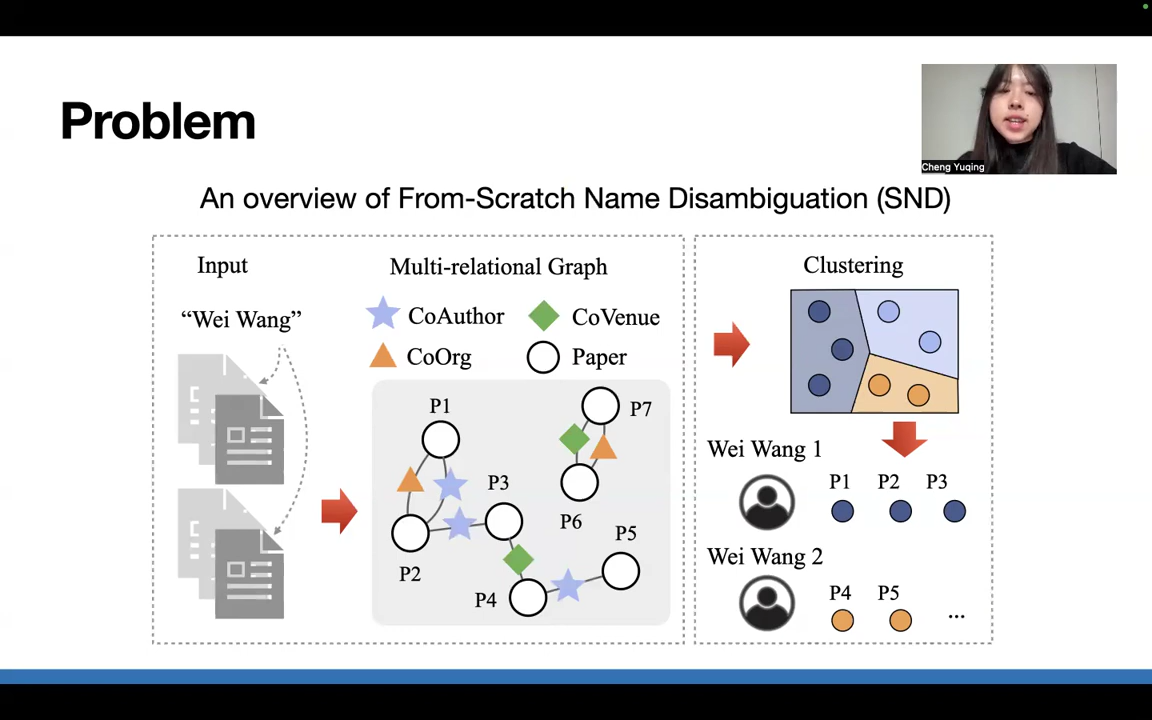 Problem
Cheng Yuqing
An overview of From-Scratch Name Disambiguation (SND)
Input
“Wei Wang”
Multi-relational Graph
CoAuthor
CoVenue
CoOrg
Paper
P1
P7
P3
P6
P5
P2
P4
Clustering
Wei Wang 1
P1 P2 P3
Wei Wang 2
P4 P5
...